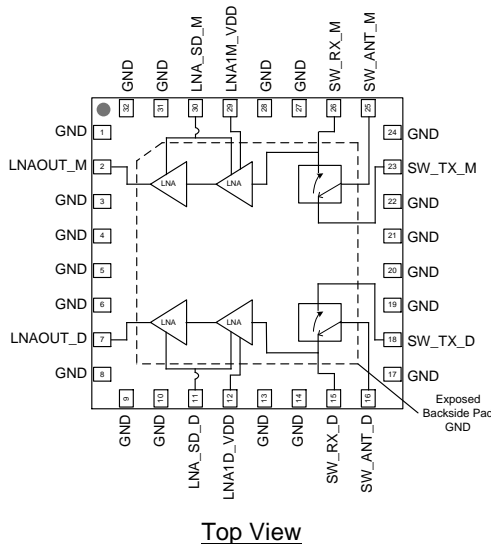 GND
GND
LNA_SD_M
LNA1M_VDD
GND
GND
SW_RX_M
SW_ANT_M
32
31
30
29
28
27
26
25
GND 1
LNAOUT_M 2
GND 3
GND 4
GND 5
GND 6
LNAOUT_D 7
GND 8
LNA
LNA
LNA
LNA
24 GND
23 SW_TX_M
22 GND
21 GND
20 GND
19 GND
18 SW_TX_D
17 GND
9
10
11
12
13
14
15
16
GND
GND
LNA_SD_D
LNA1D_VDD
GND
GND
SW_RX_D
SW_ANT_D
Exposed
Backside Pad
GND
Top View